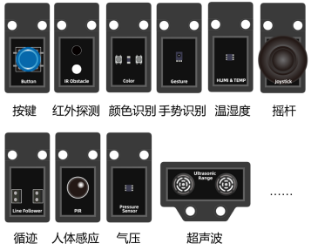 Button
IR Obstacle
Color
Gesture
HUMI & TEMP
Joystick
按键 红外探测 颜色识别 手势识别 温湿度 摇杆
Line Follower
PIR
Pressure
Sensor
Ultrasonic
Range
......
循迹 人体感应 气压 超声波